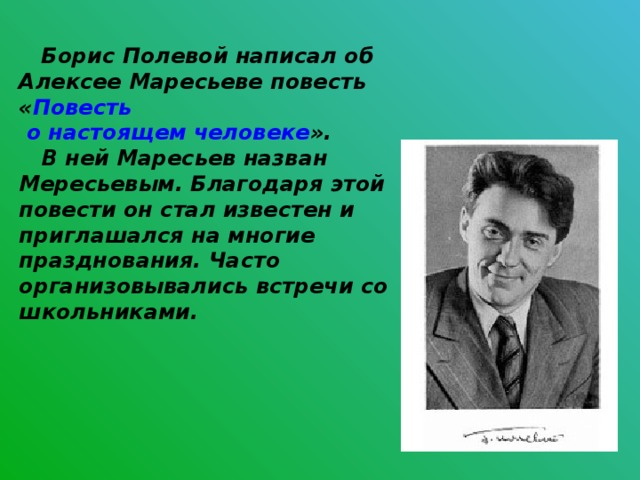 Борис Полевой написал об
Алексее Маресьеве повесть
«Повесть
о настоящем человеке».
В ней Маресьев назван
Мересьевым. Благодаря этой
повести он стал известен и
приглашался на многие
празднования. Часто
организовывались встречи со
школьниками.